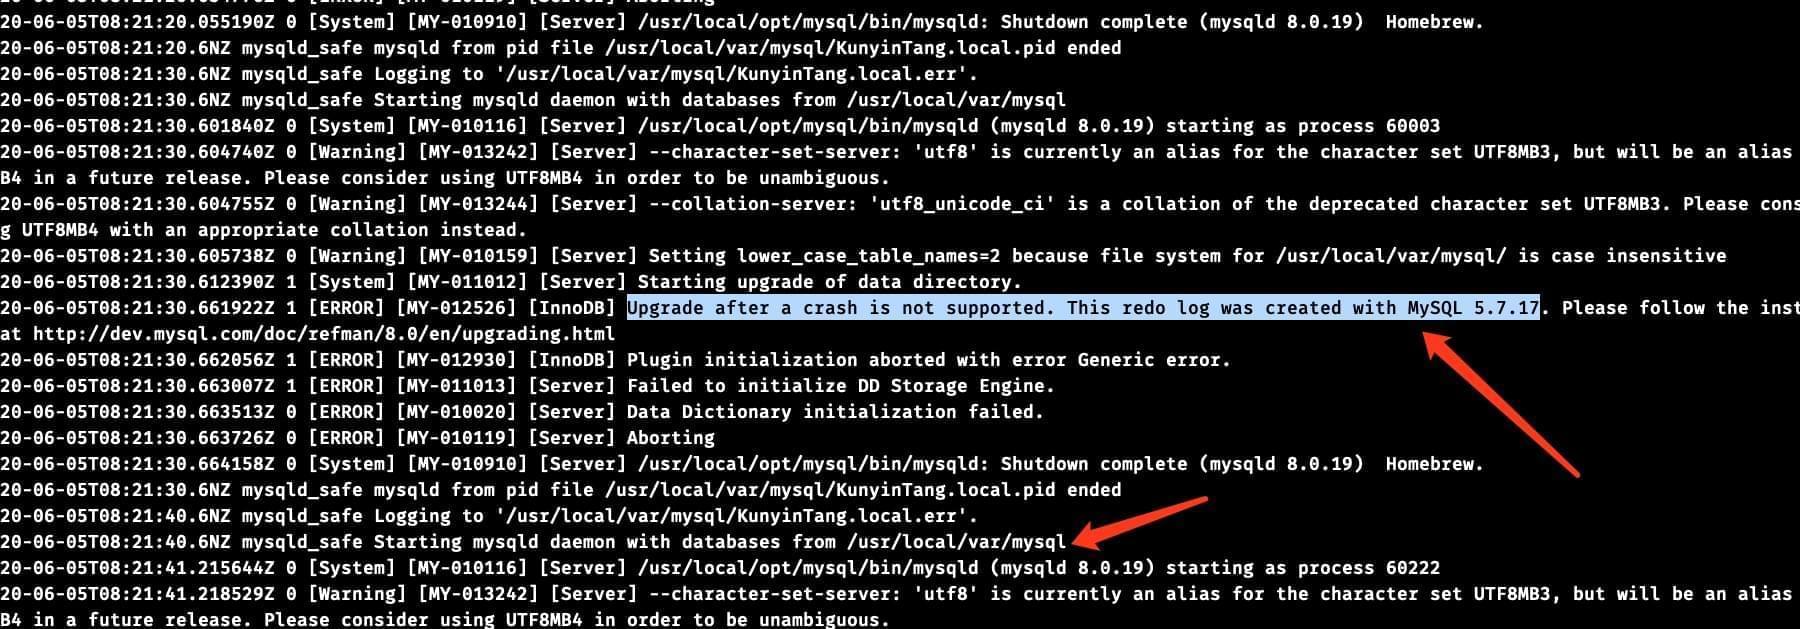 20-06-05T08:21:20.055190Z 0 [System] [MY-010910] [Server] /usr/local/opt/mysql/bin/mysqld: Shutdown complete (mysqld 8.0.19)  Homebrew.
20-06-05T08:21:20.6NZ mysqld_safe mysqld from pid file /usr/local/var/mysql/KunyinTang.local.pid ended
20-06-05T08:21:30.6NZ mysqld_safe Logging to '/usr/local/var/mysql/KunyinTang.local.err'.
20-06-05T08:21:30.6NZ mysqld_safe Starting mysqld daemon with databases from /usr/local/var/mysql
20-06-05T08:21:30.601840Z 0 [System] [MY-010116] [Server] /usr/local/opt/mysql/bin/mysqld (mysqld 8.0.19) starting as process 60003
20-06-05T08:21:30.604740Z 0 [Warning] [MY-013242] [Server] --character-set-server: 'utf8' is currently an alias for the character set UTF8MB3, but will be an alias
B4 in a future release. Please consider using UTF8MB4 in order to be unambiguous.
20-06-05T08:21:30.604755Z 0 [Warning] [MY-013244] [Server] --collation-server: 'utf8_unicode_ci' is a collation of the deprecated character set UTF8MB3. Please cons
g UTF8MB4 with an appropriate collation instead.
20-06-05T08:21:30.605738Z 0 [Warning] [MY-010159] [Server] Setting lower_case_table_names=2 because file system for /usr/local/var/mysql/ is case insensitive
20-06-05T08:21:30.612390Z 1 [System] [MY-011012] [Server] Starting upgrade of data directory.
20-06-05T08:21:30.661922Z 1 [ERROR] [MY-012526] [InnoDB] Upgrade after a crash is not supported. This redo log was created with MySQL 5.7.17. Please follow the inst
at http://dev.mysql.com/doc/refman/8.0/en/upgrading.html
20-06-05T08:21:30.662056Z 1 [ERROR] [MY-012930] [InnoDB] Plugin initialization aborted with error Generic error.
20-06-05T08:21:30.663007Z 1 [ERROR] [MY-011013] [Server] Failed to initialize DD Storage Engine.
20-06-05T08:21:30.663513Z 0 [ERROR] [MY-010020] [Server] Data Dictionary initialization failed.
20-06-05T08:21:30.663726Z 0 [ERROR] [MY-010119] [Server] Aborting
20-06-05T08:21:30.664158Z 0 [System] [MY-010910] [Server] /usr/local/opt/mysql/bin/mysqld: Shutdown complete (mysqld 8.0.19)  Homebrew.
20-06-05T08:21:30.6NZ mysqld_safe mysqld from pid file /usr/local/var/mysql/KunyinTang.local.pid ended
20-06-05T08:21:40.6NZ mysqld_safe Logging to '/usr/local/var/mysql/KunyinTang.local.err'.
20-06-05T08:21:40.6NZ mysqld_safe Starting mysqld daemon with databases from /usr/local/var/mysql
20-06-05T08:21:41.215644Z 0 [System] [MY-010116] [Server] /usr/local/opt/mysql/bin/mysqld (mysqld 8.0.19) starting as process 60222
20-06-05T08:21:41.218529Z 0 [Warning] [MY-013242] [Server] --character-set-server: 'utf8' is currently an alias for the character set UTF8MB3, but will be an alias
B4 in a future release. Please consider using UTF8MB4 in order to be unambiguous.